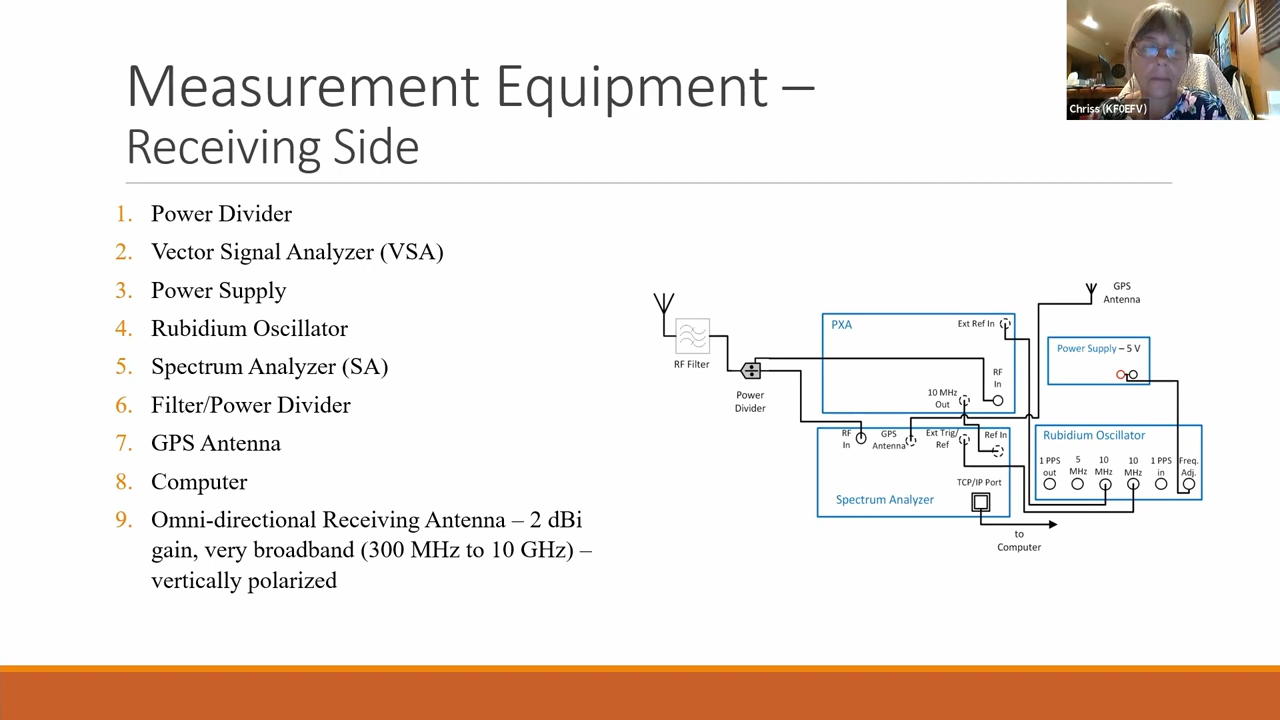 Measurement Equipment –
Receiving Side
Chriss (KF0EFV)
1. Power Divider
2. Vector Signal Analyzer (VSA)
3. Power Supply
4. Rubidium Oscillator
5. Spectrum Analyzer (SA)
6. Filter/Power Divider
7. GPS Antenna
8. Computer
9. Omni-directional Receiving Antenna – 2 dBi
gain, very broadband (300 MHz to 10 GHz) –
vertically polarized
RF Filter
Power
Divider
PXA
Ext Ref In
RF
In
10 MHz
Out
GPS
Antenna
Power Supply – 5 V
RF
In
GPS
Antenna
Ext Trig/
Ref
Ref In
Spectrum Analyzer
TCP/IP Port
to
Computer
Rubidium Oscillator
1 PPS
out
5
MHz
10
MHz
10
MHz
1 PPS
in
Freq.
Adj.